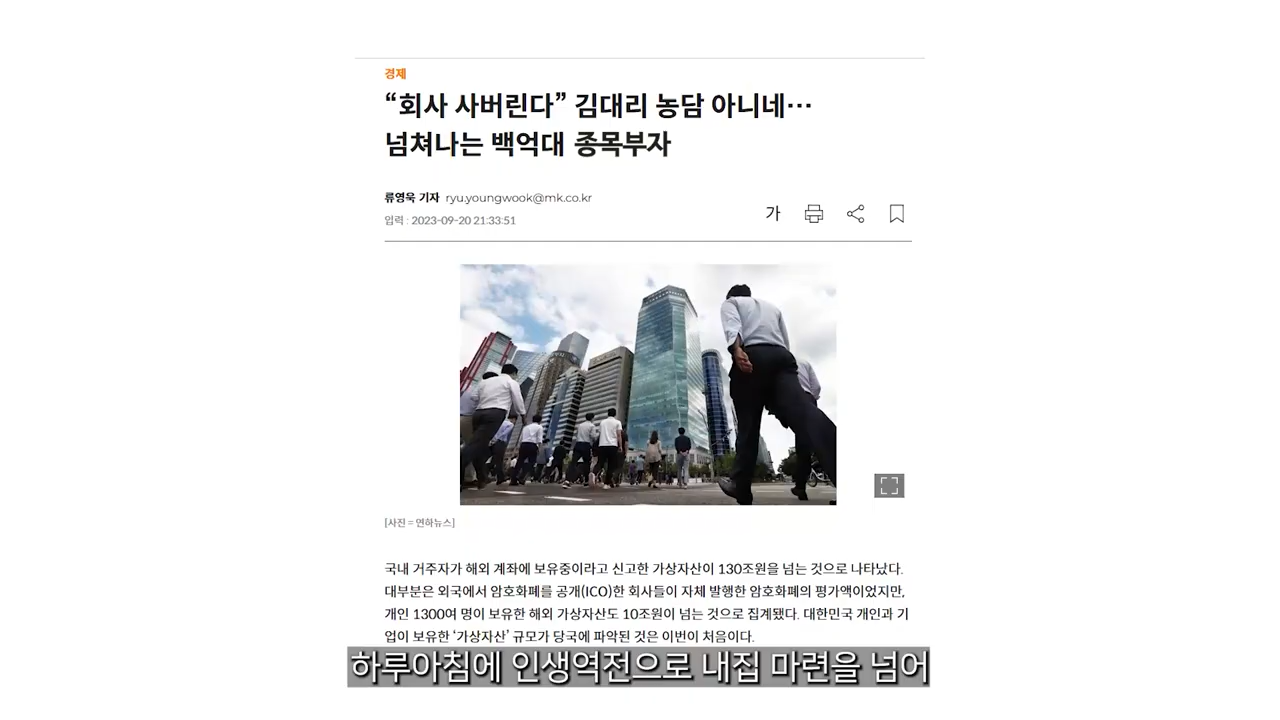 경제
“회사 사버린다” 김대리 농담 아니네…
넘쳐나는 백억대 종목부자
류영욱 기자 ryu.youngwook@mk.co.kr
입력 : 2023-09-20 21:33:51
가
[사진 = 연합뉴스]
국내 거주자가 해외 계좌에 보유중이라고 신고한 가상자산이 130조원을 넘는 것으로 나타났다.
대부분은 외국에서 암호화폐를 공개(ICO)한 회사들이 자체 발행한 암호화폐의 평가액이었지만,
개인 1300여 명이 보유한 해외 가상자산도 10조원이 넘는 것으로 집계됐다. 대한민국 개인과 기
업이 보유한 ‘가상자산’ 규모가 당국에 파악된 것은 이번이 처음이다.
하루아침에 인생역전으로 내집 마련을 넘어